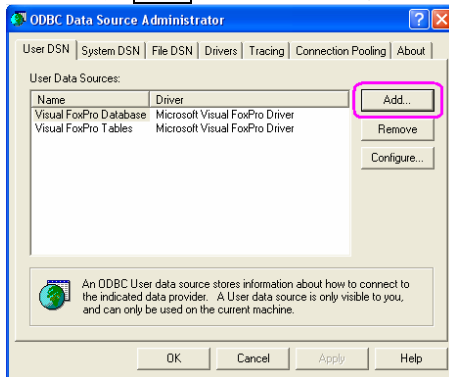 ODBC Data Source Administrator
User DSN System DSN File DSN Drivers Tracing Connection Pooling About
User Data Sources:
Name Driver
Visual FoxPro Database Microsoft Visual FoxPro Driver
Visual FoxPro Tables Microsoft Visual FoxPro Driver
Add...
Remove
Configure...
An ODBC User data source stores information about how to connect to
the indicated data provider. A User data source is only visible to you,
and can only be used on the current machine.
OK Cancel Apply Help